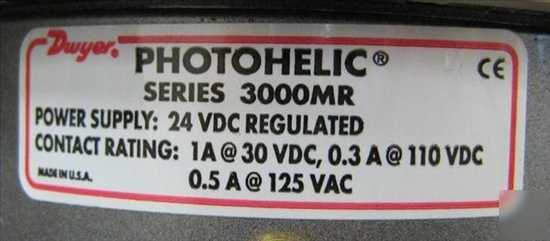 Dwyer®
PHOTOHELIC®
CE
SERIES 3000MR
POWER SUPPLY: 24 VDC REGULATED
CONTACT RATING: 1A @ 30 VDC, 0.3 A @ 110 VDC
0.5 A @ 125 VAC
MADE IN U.S.A.